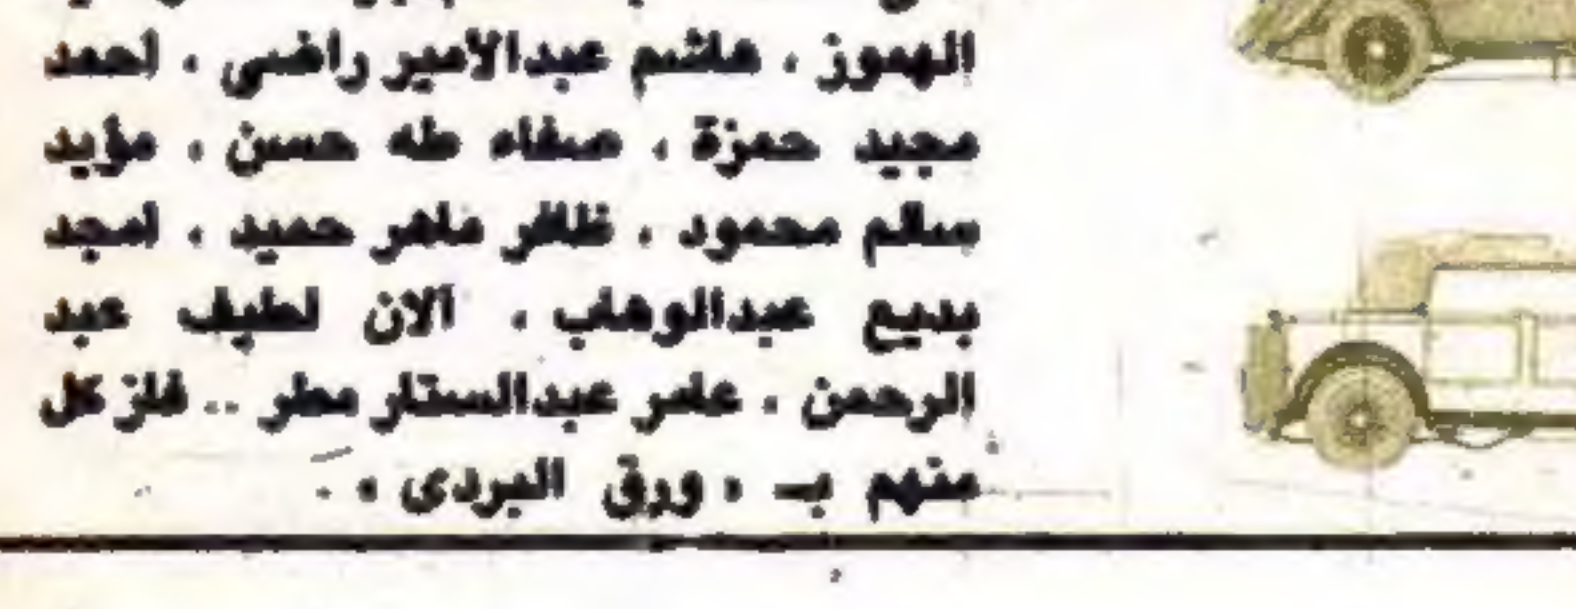 الهموز ، هاشم عبدالأمير راضي ، احمد
مجيد حمزة ، صفاء طه حسن ، مؤيد
سالم محمود ، ظافر ماهر حميد ، امجد
بديع عبدالوهاب ، آلان لطيف عبد
الرحمن ، عامر عبدالستار مطر .. فاز كل
منهم بـ « ورق البردى » .